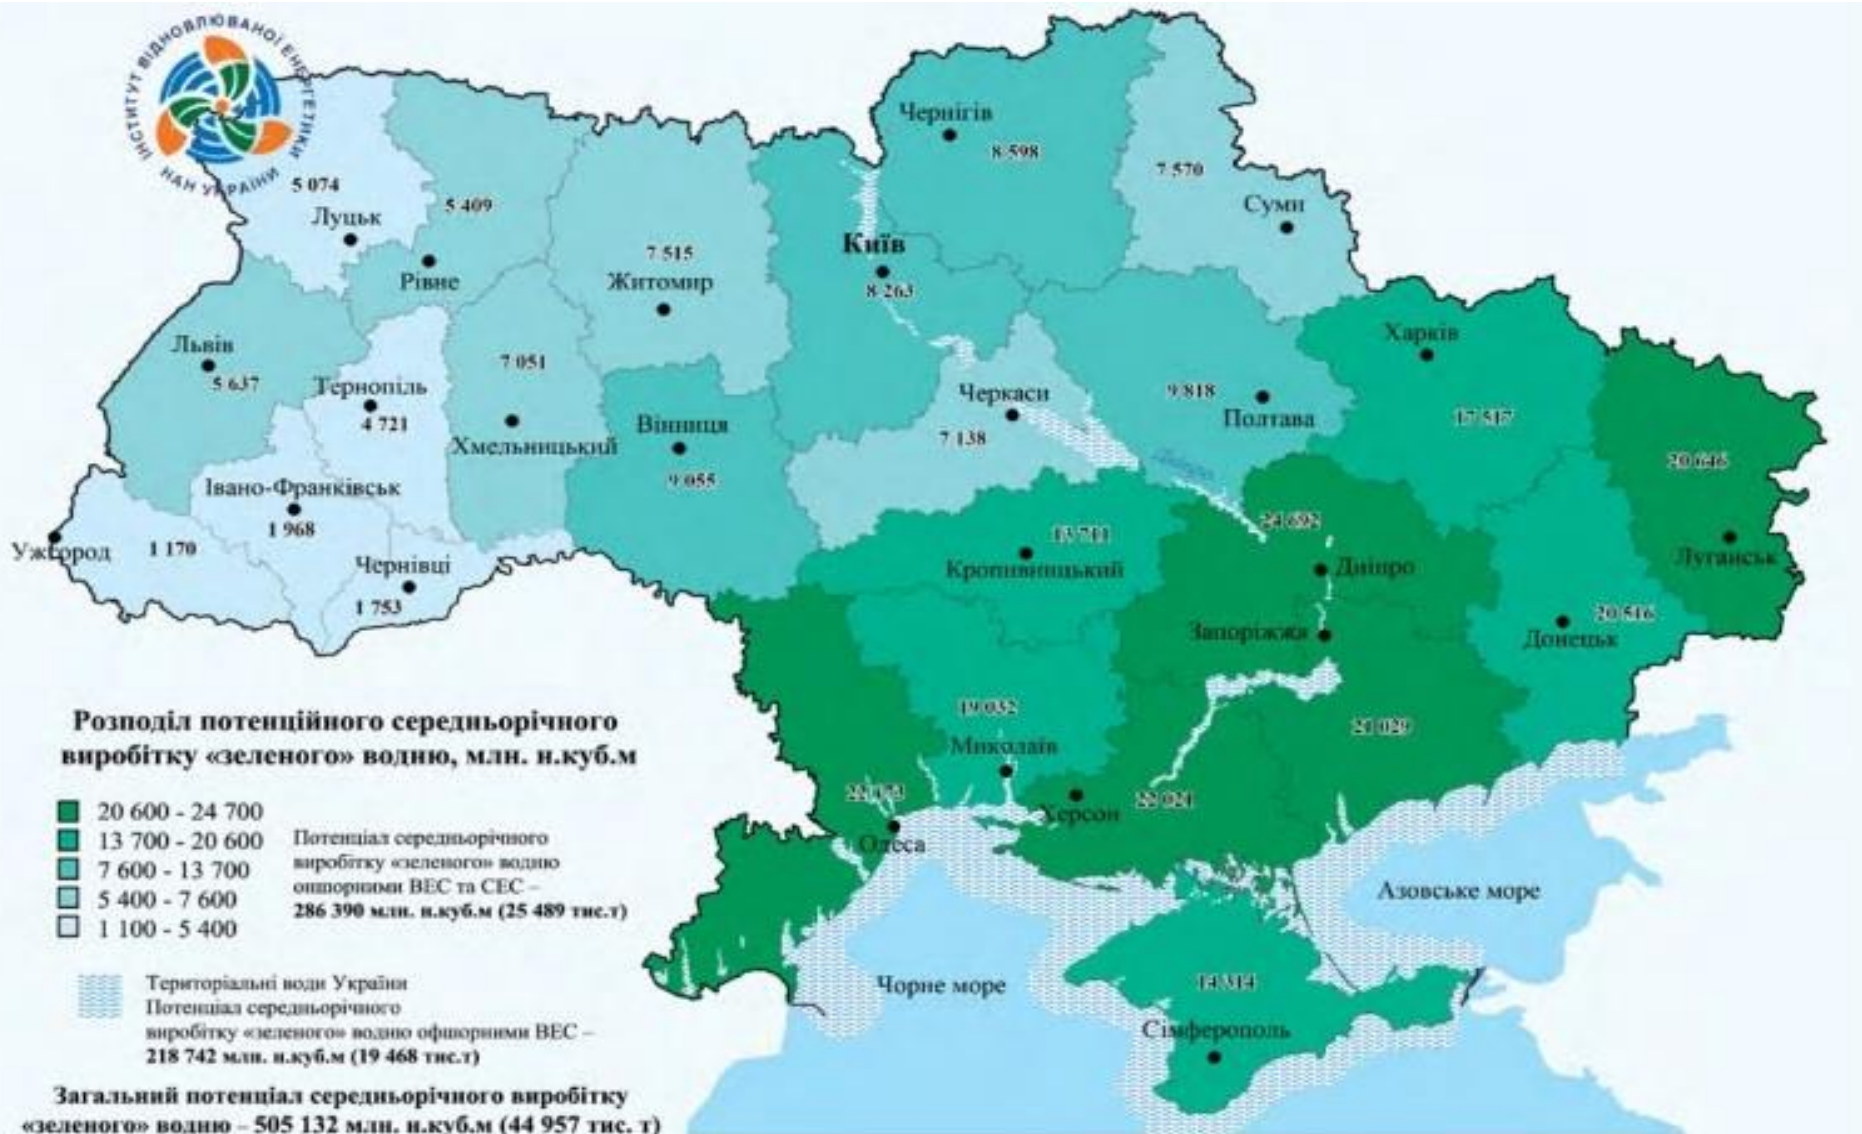 ІНСТИТУТ ВІДНОВЛЮВАНОЇ ЕНЕРГЕТИКИ
НАН УКРАЇНИ
Чернігів
8 598
7 570
Суми
5 074
Луцьк
5 409
Рівне
7 515
Житомир
Київ
8 263
Харків
17 517
Львів
5 637
Тернопіль
4 721
7 051
Хмельницький
Вінниця
9 055
Черкаси
7 138
9 818
Полтава
Дніпро
20 646
Луганськ
Івано-Франківськ
1 968
Ужгород
1 170
Чернівці
1 753
13 711
Кропивницький
24 692
Дніпро
Запоріжжя
20 516
Донецьк
19 032
Миколаїв
21 029
Одеса
Херсон
22 021
Азовське море
Чорне море
14 314
Сімферополь
Розподіл потенційного середньорічного
виробітку «зеленого» водню, млн. н.куб.м
20 600 - 24 700
13 700 - 20 600
7 600 - 13 700
5 400 - 7 600
1 100 - 5 400
Потенціал середньорічного
виробітку «зеленого» водню
оншорними ВЕС та СЕС –
286 390 млн. н.куб.м (25 489 тис.т)
Територіальні води України
Потенціал середньорічного
виробітку «зеленого» водню офшорними ВЕС –
218 742 млн. н.куб.м (19 468 тис.т)
Загальний потенціал середньорічного виробітку
«зеленого» водню – 505 132 млн. н.куб.м (44 957 тис. т)